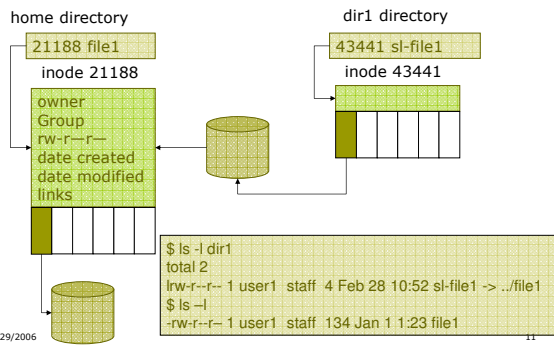 home directory
dir1 directory
21188 file1
43441 sl-file1
inode 21188
inode 43441
owner
Group
rw-r—r—
date created
date modified
links
$ ls -l dir1
total 2
lrw-r--r-- 1 user1 staff 4 Feb 28 10:52 sl-file1 -> ../file1
$ ls –l
-rw-r--r– 1 user1 staff 134 Jan 1 1:23 file1
29/2006
11